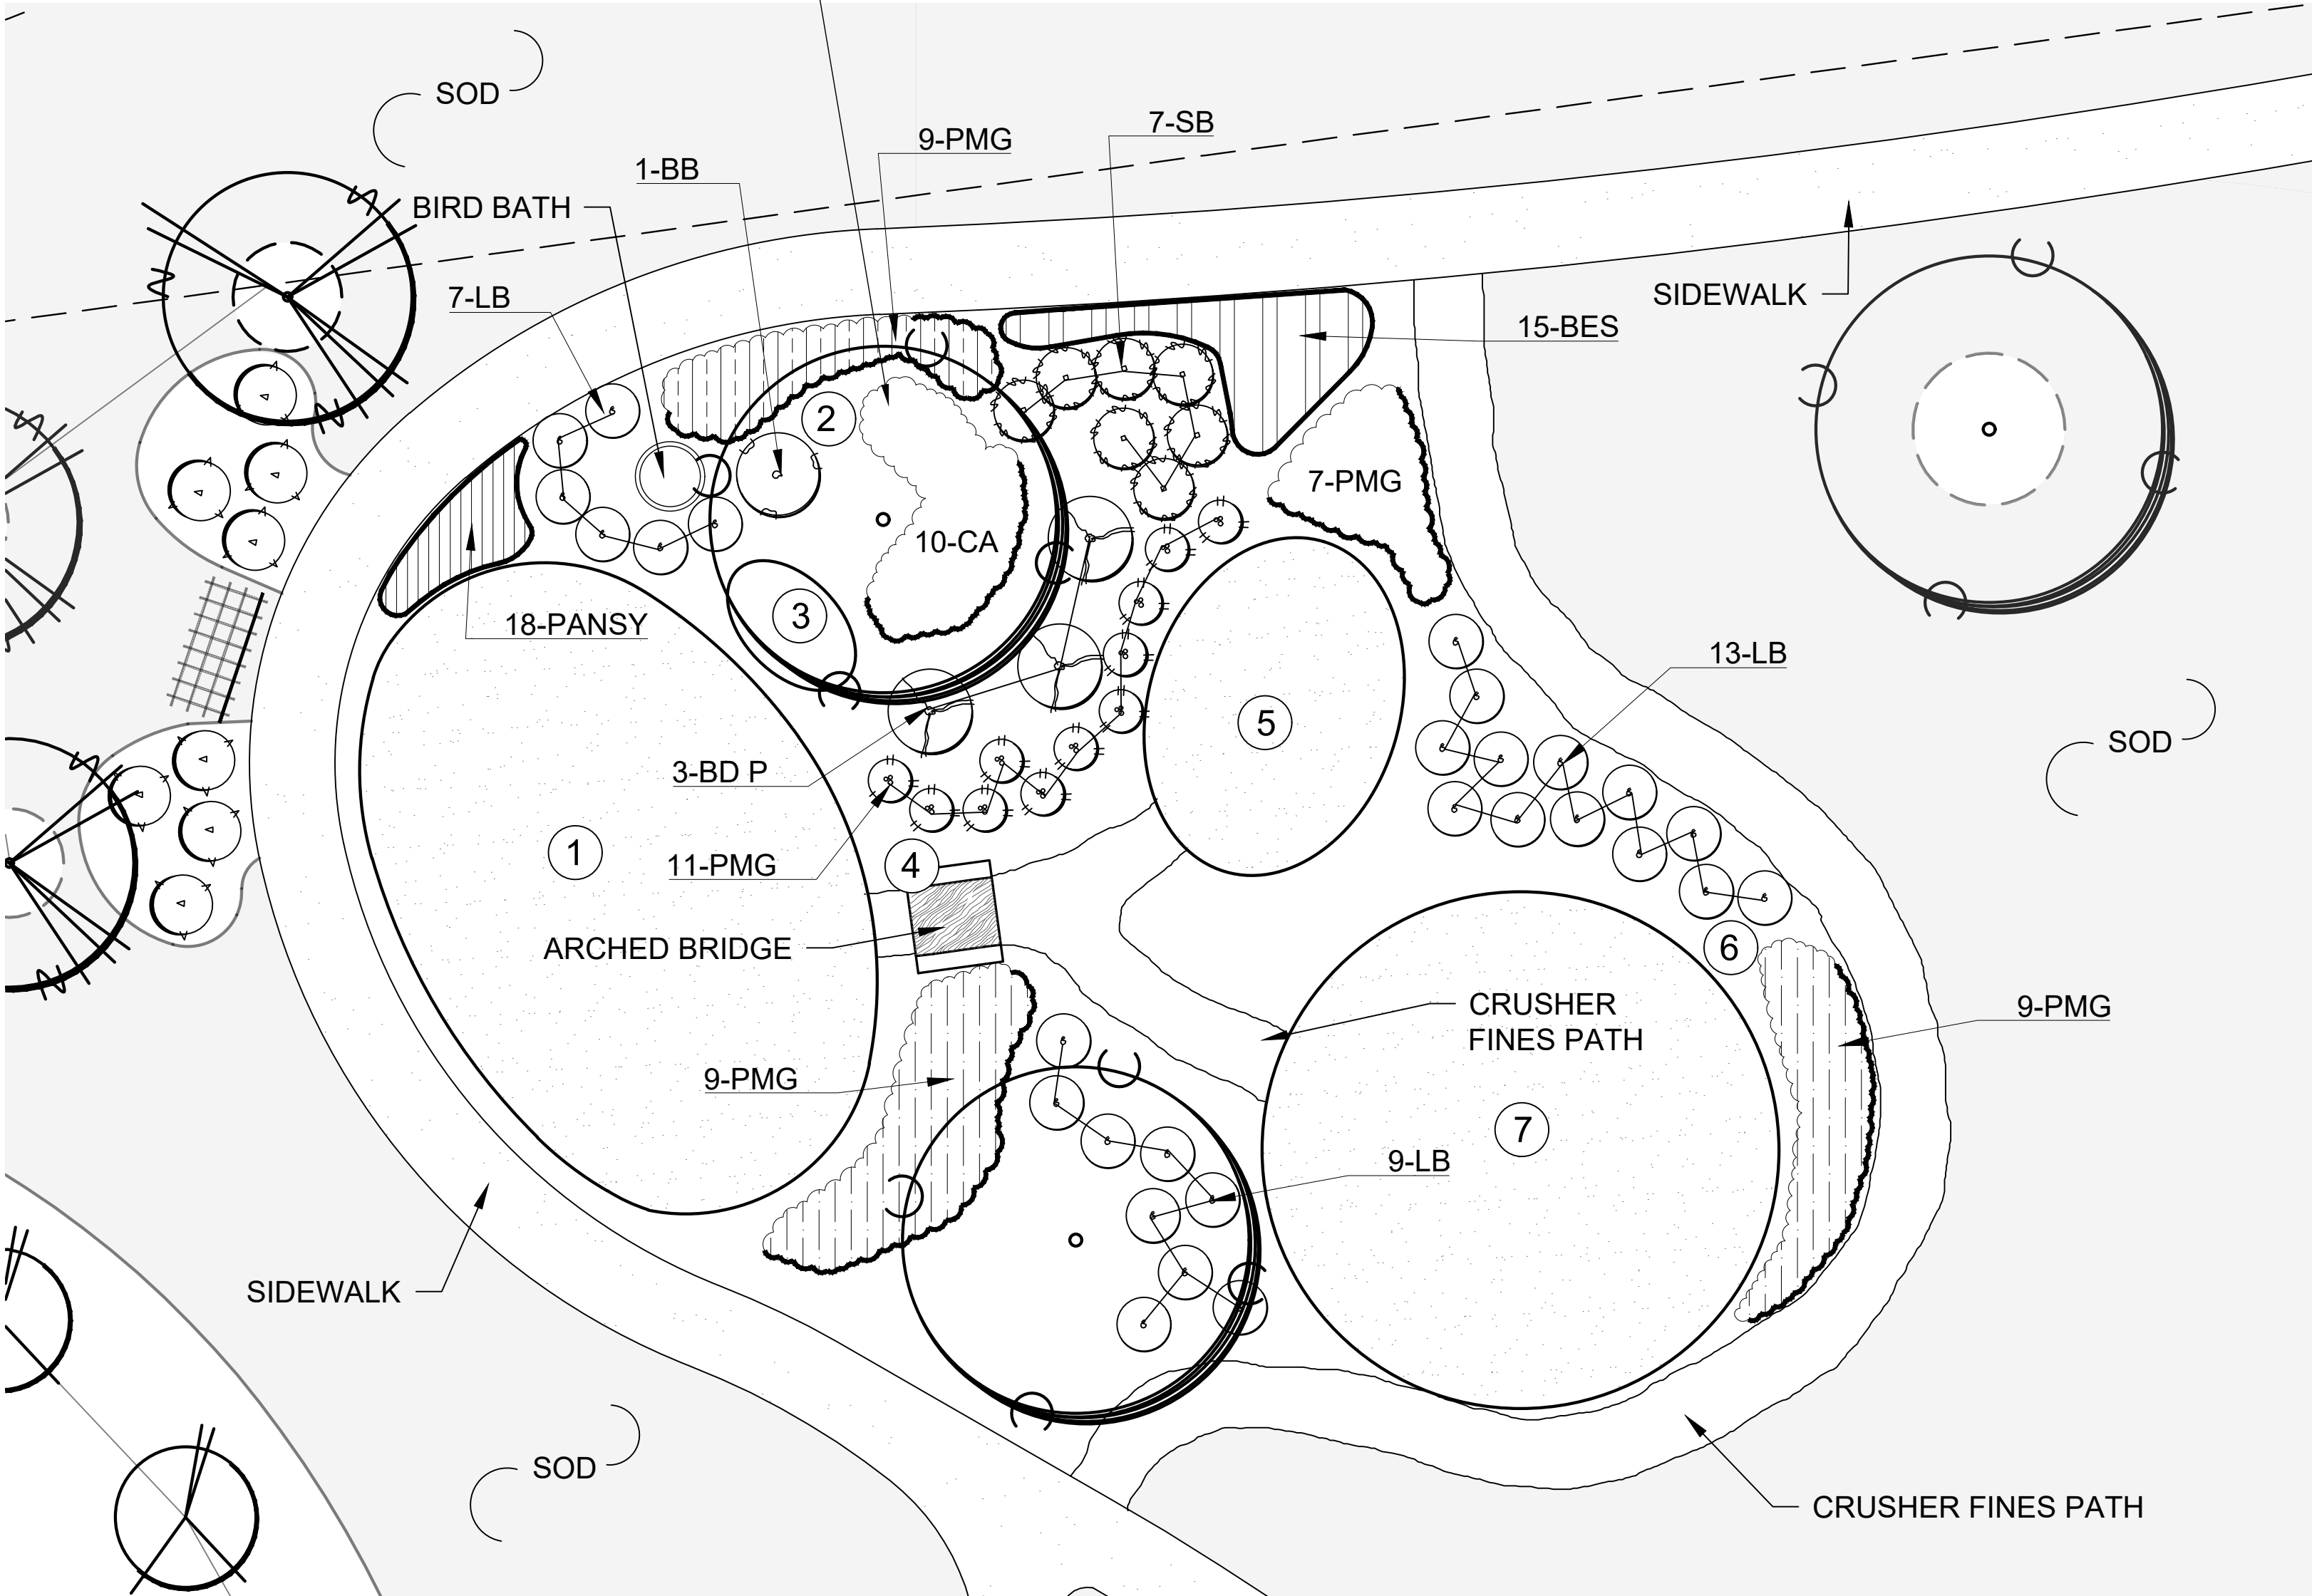 SOD
7-SB
9-PMG
1-BB
BIRD BATH
7-LB
SIDEWALK
15-BES
2
7-PMG
10-CA
3
18-PANSY
13-LB
5
SOD
3-BD P
1
11-PMG
4
ARCHED BRIDGE
6
CRUSHER
FINES PATH
9-PMG
9-PMG
7
9-LB
SIDEWALK
SOD
CRUSHER FINES PATH